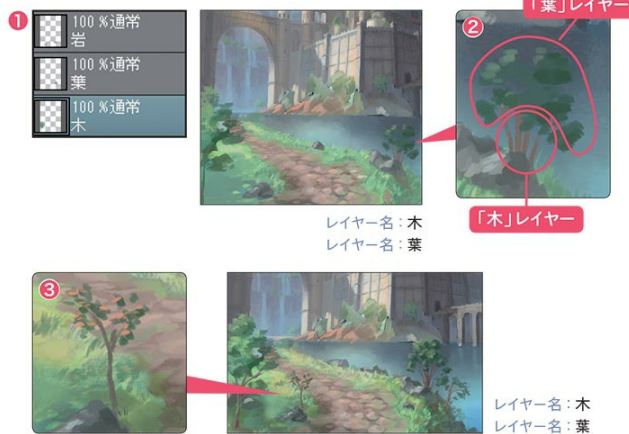 ❶
100 %通常
岩
100 %通常
葉
100 %通常
木
❷
「葉」レイヤー
「木」レイヤー
レイヤー名：木
レイヤー名：葉
❸
レイヤー名：木
レイヤー名：葉